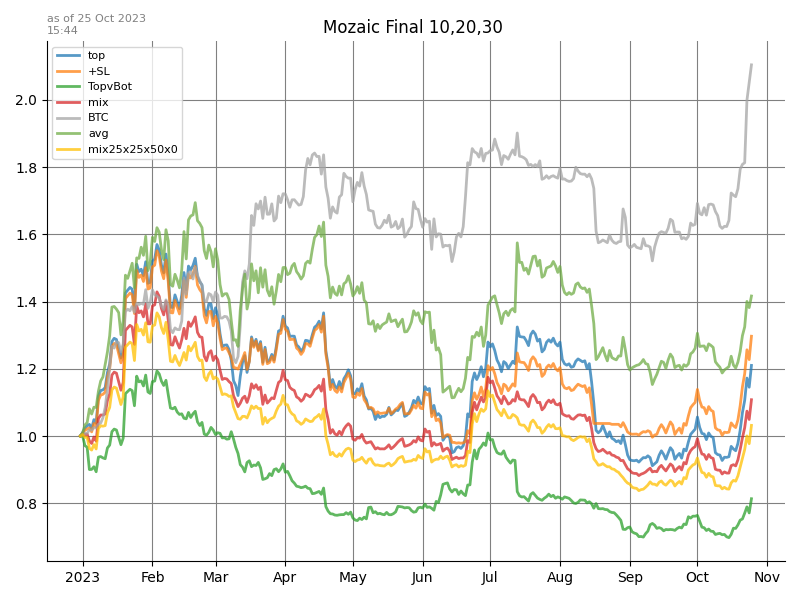 as of 25 Oct 2023
15:44
Mozaic Final 10,20,30
top
+SL
TopvBot
mix
BTC
avg
mix25x25x50x0
2.0
1.8
1.6
1.4
1.2
1.0
0.8
2023 Feb Mar Apr May Jun Jul Aug Sep Oct Nov